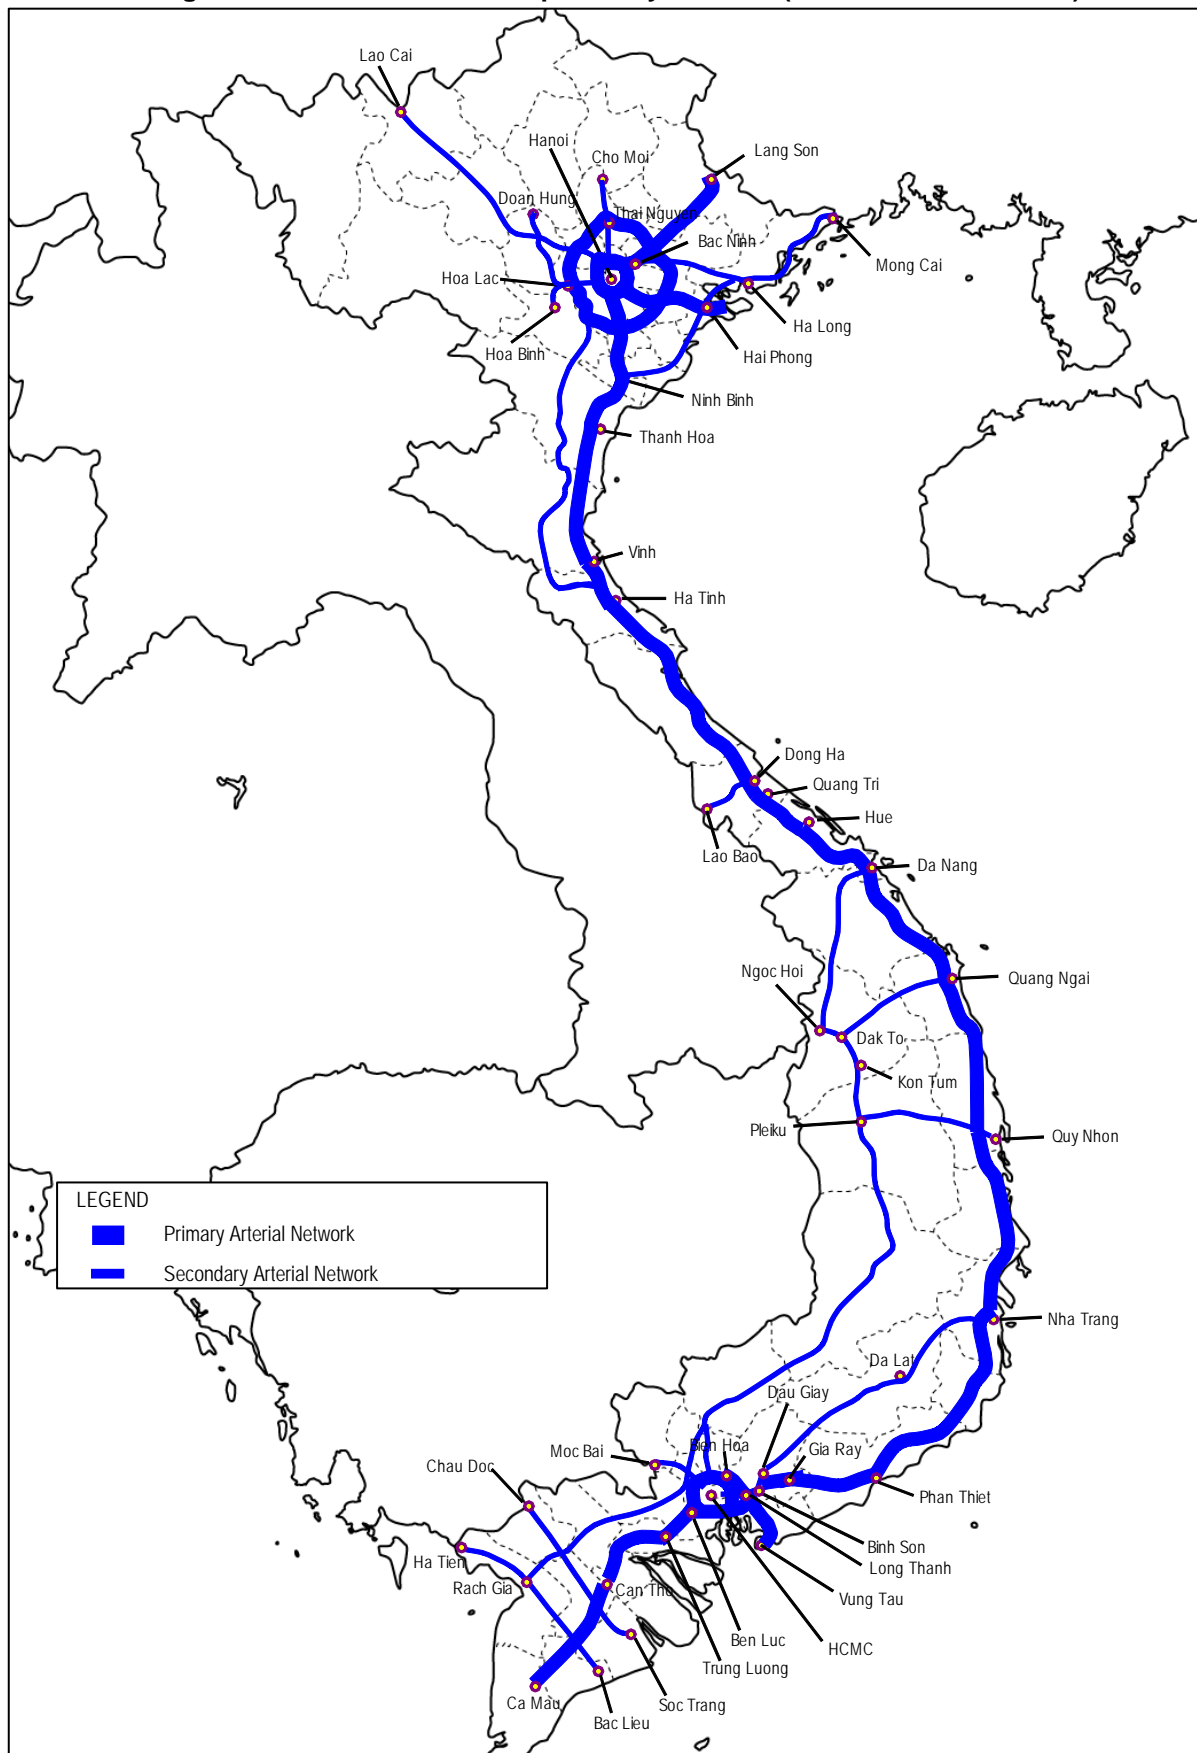 Lao Cai
Hanoi
Cho Moi
Lang Son
Doan Hung
Thai Nguyen
Bac Ninh
Mong Cai
Hoa Lac
Ha Long
Hoa Binh
Hai Phong
Ninh Binh
Thanh Hoa
Vinh
Ha Tinh
Dong Ha
Quang Tri
Hue
Lao Bao
Da Nang
Ngoc Hoi
Quang Ngai
Dak To
Kon Tum
Pleiku
Quy Nhon
LEGEND
Primary Arterial Network
Secondary Arterial Network
Nha Trang
Da Lat
Dau Giay
Bien Hoa
Gia Ray
Moc Bai
Chau Doc
Phan Thiet
Binh Son
Long Thanh
Ha Tien
Rach Gia
Can Tho
Vung Tau
Ben Luc
HCMC
Trung Luong
Ca Mau
Soc Trang
Bac Lieu